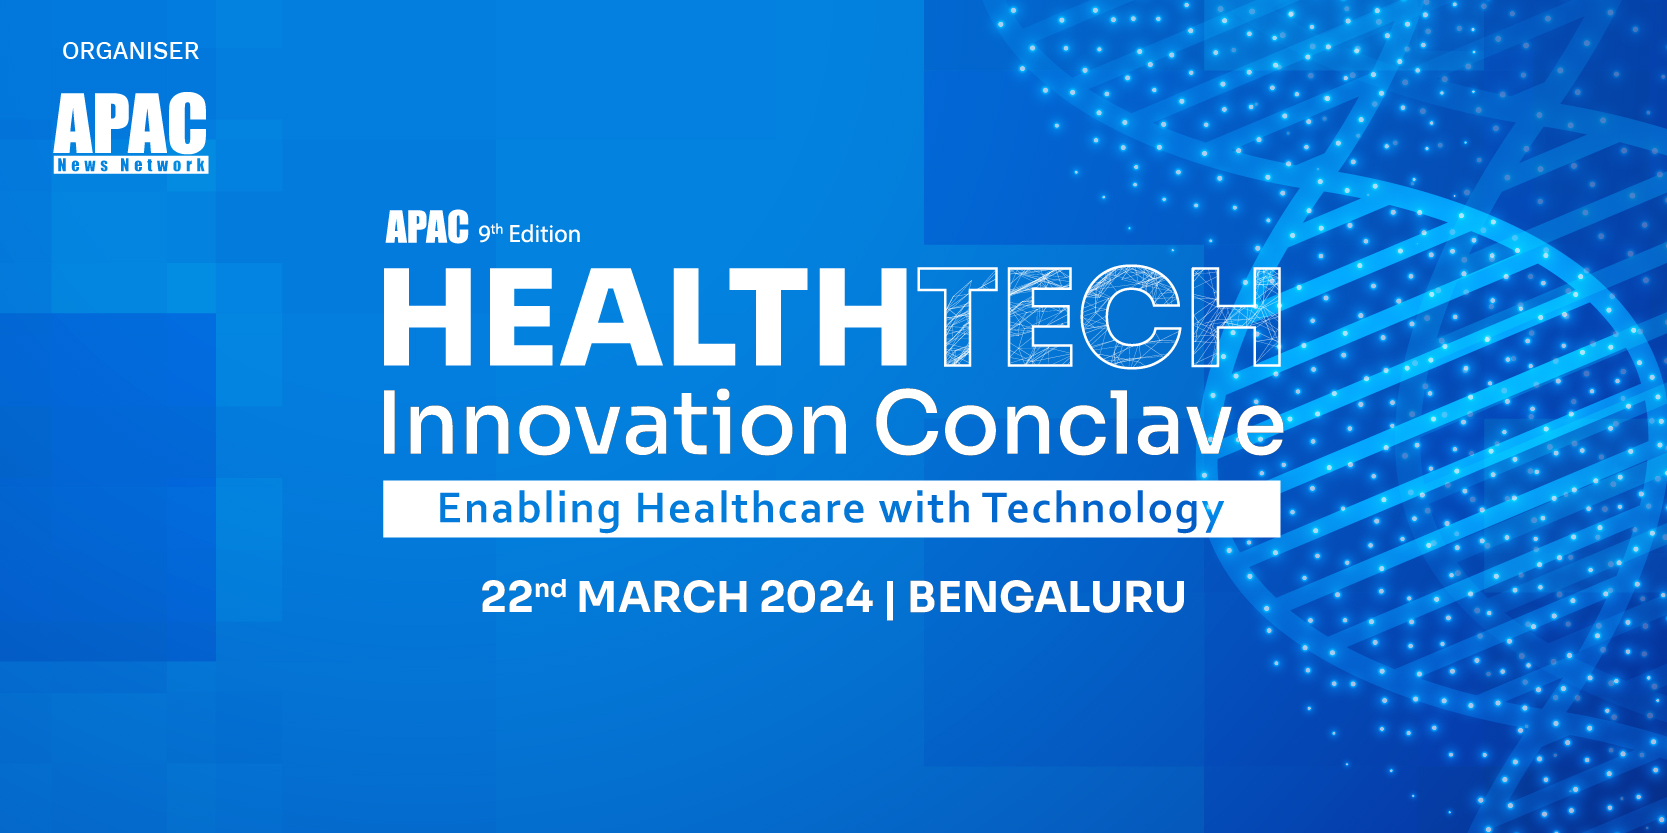 ORGANISER
APAC
News Network
APAC 9th Edition
HEALTHTECH
Innovation Conclave
Enabling Healthcare with Technology
22nd MARCH 2024 | BENGALURU